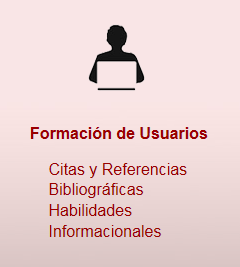 Formación de Usuarios
Citas y Referencias
Bibliográficas
Habilidades
Informacionales